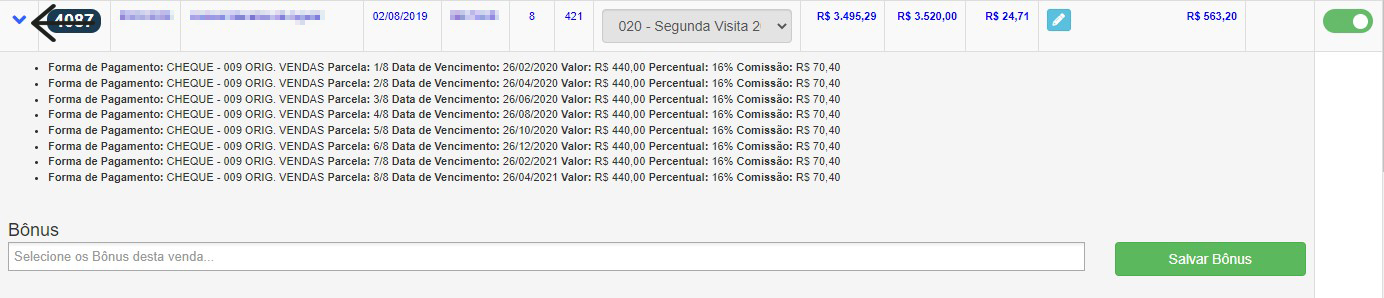 4087 02/08/2019 8 421 020 - Segunda Visita 2 R$ 3.495,29 R$ 3.520,00 R$ 24,71 R$ 563,20
Forma de Pagamento: CHEQUE - 009 ORIG. VENDAS Parcela: 1/8 Data de Vencimento: 26/02/2020 Valor: R$ 440,00 Percentual: 16% Comissão: R$ 70,40
Forma de Pagamento: CHEQUE - 009 ORIG. VENDAS Parcela: 2/8 Data de Vencimento: 26/04/2020 Valor: R$ 440,00 Percentual: 16% Comissão: R$ 70,40
Forma de Pagamento: CHEQUE - 009 ORIG. VENDAS Parcela: 3/8 Data de Vencimento: 26/06/2020 Valor: R$ 440,00 Percentual: 16% Comissão: R$ 70,40
Forma de Pagamento: CHEQUE - 009 ORIG. VENDAS Parcela: 4/8 Data de Vencimento: 26/08/2020 Valor: R$ 440,00 Percentual: 16% Comissão: R$ 70,40
Forma de Pagamento: CHEQUE - 009 ORIG. VENDAS Parcela: 5/8 Data de Vencimento: 26/10/2020 Valor: R$ 440,00 Percentual: 16% Comissão: R$ 70,40
Forma de Pagamento: CHEQUE - 009 ORIG. VENDAS Parcela: 6/8 Data de Vencimento: 26/12/2020 Valor: R$ 440,00 Percentual: 16% Comissão: R$ 70,40
Forma de Pagamento: CHEQUE - 009 ORIG. VENDAS Parcela: 7/8 Data de Vencimento: 26/02/2021 Valor: R$ 440,00 Percentual: 16% Comissão: R$ 70,40
Forma de Pagamento: CHEQUE - 009 ORIG. VENDAS Parcela: 8/8 Data de Vencimento: 26/04/2021 Valor: R$ 440,00 Percentual: 16% Comissão: R$ 70,40
Bônus
Selecione os Bônus desta venda...
Salvar Bônus